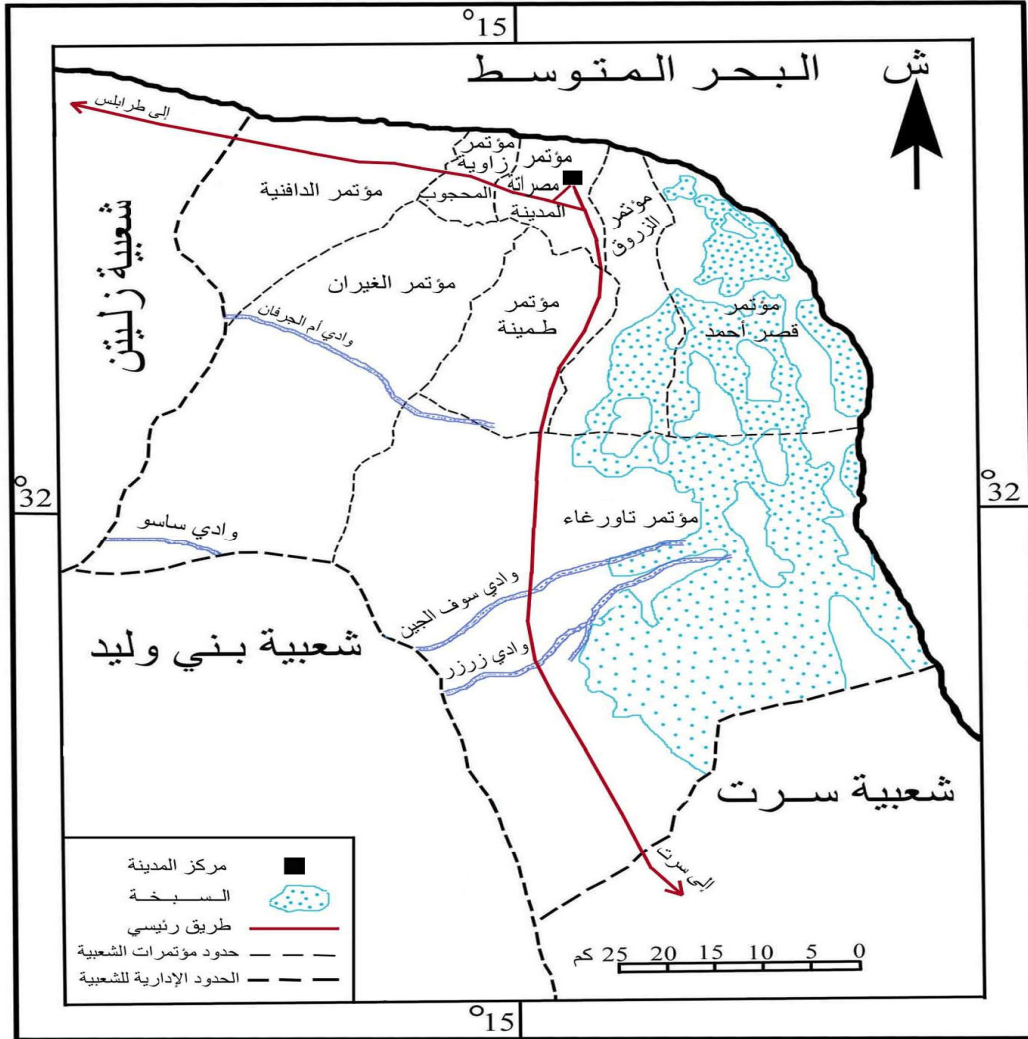 °15
البحر المتوسط
ش
إلى طرابلس
مؤتمر
زاوية
المحجوب
مؤتمر
مصراتة
المدينة
مؤتمر الدافنية
مؤتمر
الزروق
شعبية زليتن
مؤتمر الغيران
مؤتمر
طمينة
مؤتمر
قصر أحمد
وادي أم الجرفان
°32
°32
وادي ساسو
مؤتمر تاورغاء
وادي سوف الجين
وادي زرزر
شعبية بني وليد
شعبية سرت
إلى سرت
مركز المدينة
السبخة
طريق رئيسي
حدود مؤتمرات الشعبية
الحدود الإدارية للشعبية
0 5 10 15 20 25 كم
°15